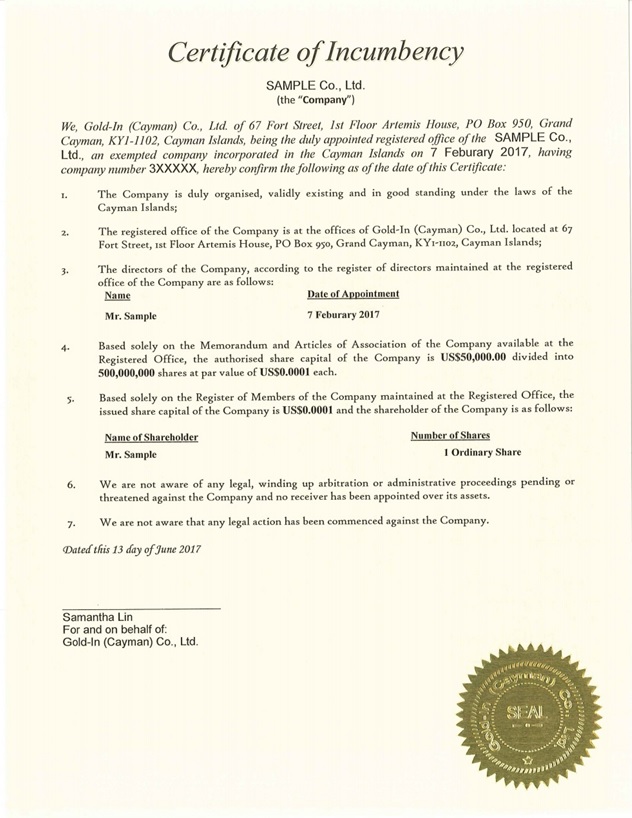 Certificate of Incumbency
SAMPLE Co., Ltd.
(the "Company")
We, Gold-In (Cayman) Co., Ltd. of 67 Fort Street, 1st Floor Artemis House, PO Box 950, Grand
Cayman, KY1-1102, Cayman Islands, being the duly appointed registered office of the SAMPLE Co.,
Ltd., an exempted company incorporated in the Cayman Islands on 7 Feburary 2017, having
company number 3XXXXX, hereby confirm the following as of the date of this Certificate:
1. The Company is duly organised, validly existing and in good standing under the laws of the
Cayman Islands;
2. The registered office of the Company is at the offices of Gold-In (Cayman) Co., Ltd. located at 67
Fort Street, 1st Floor Artemis House, PO Box 950, Grand Cayman, KY1-1102, Cayman Islands;
3. The directors of the Company, according to the register of directors maintained at the registered
office of the Company are as follows:
Name Date of Appointment
Mr. Sample 7 Feburary 2017
4. Based solely on the Memorandum and Articles of Association of the Company available at the
Registered Office, the authorised share capital of the Company is US$50,000.00 divided into
500,000,000 shares at par value of US$0.0001 each.
5. Based solely on the Register of Members of the Company maintained at the Registered Office, the
issued share capital of the Company is US$0.0001 and the shareholder of the Company is as follows:
Name of Shareholder Number of Shares
Mr. Sample 1 Ordinary Share
6. We are not aware of any legal, winding up arbitration or administrative proceedings pending or
threatened against the Company and no receiver has been appointed over its assets.
7. We are not aware that any legal action has been commenced against the Company.
Dated this 13 day of June 2017
Samantha Lin
For and on behalf of:
Gold-In (Cayman) Co., Ltd.
Gold-In (Cayman) Co., Ltd.
SEAL